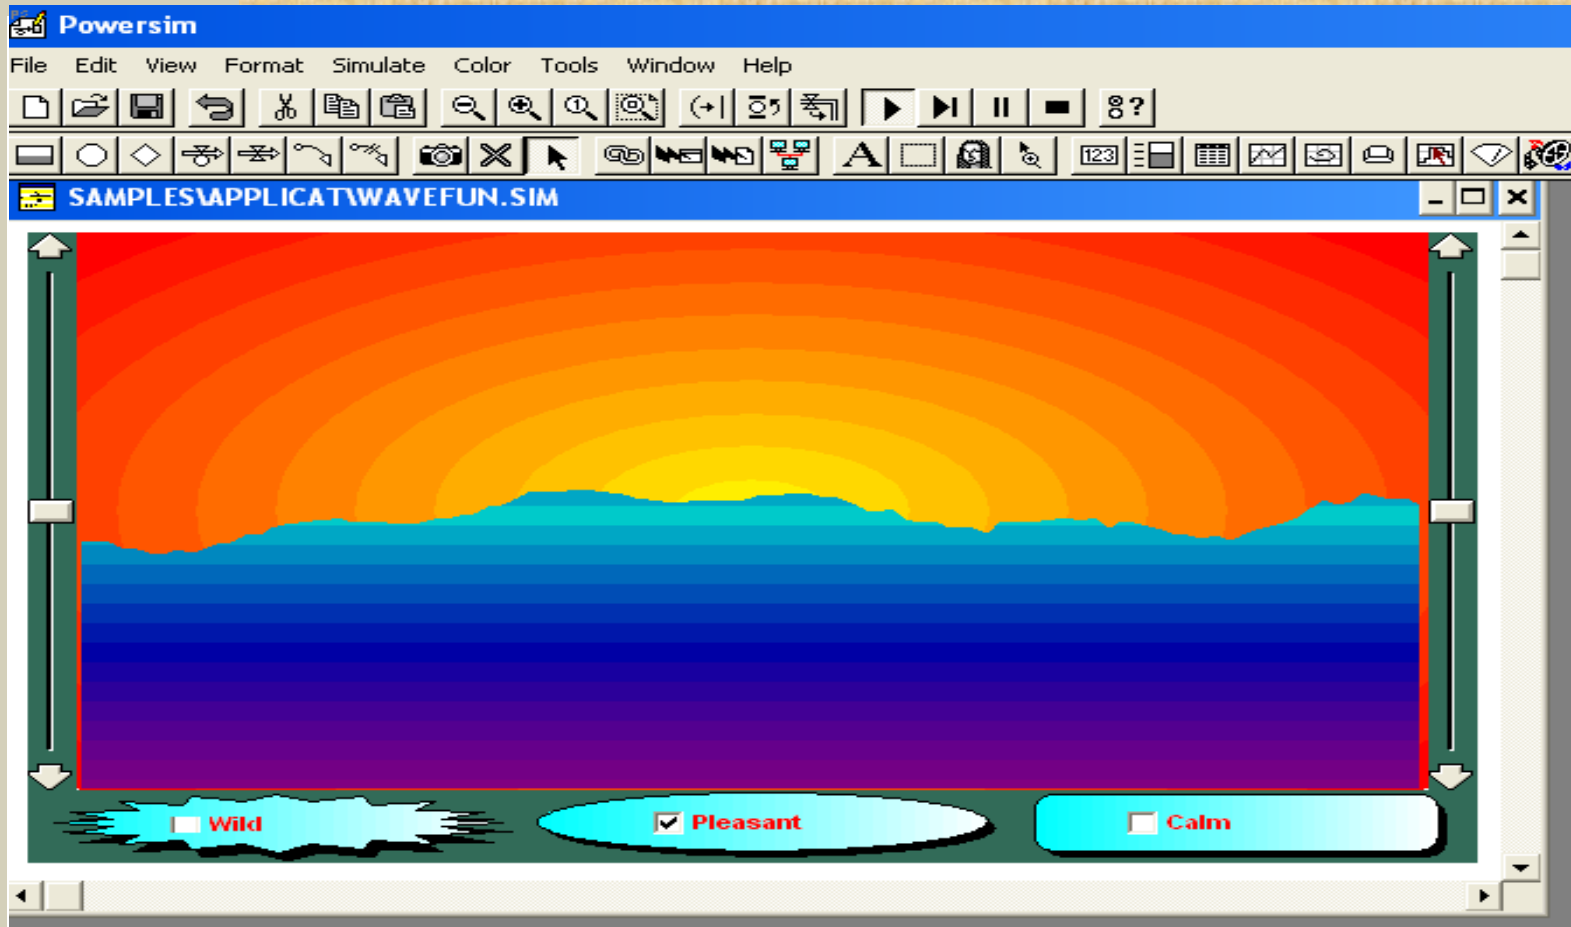 Powersim
File Edit View Format Simulate Color Tools Window Help
8?
A 123
SAMPLES\APPLICAT\WAVEFUN.SIM
Wild Pleasant Calm